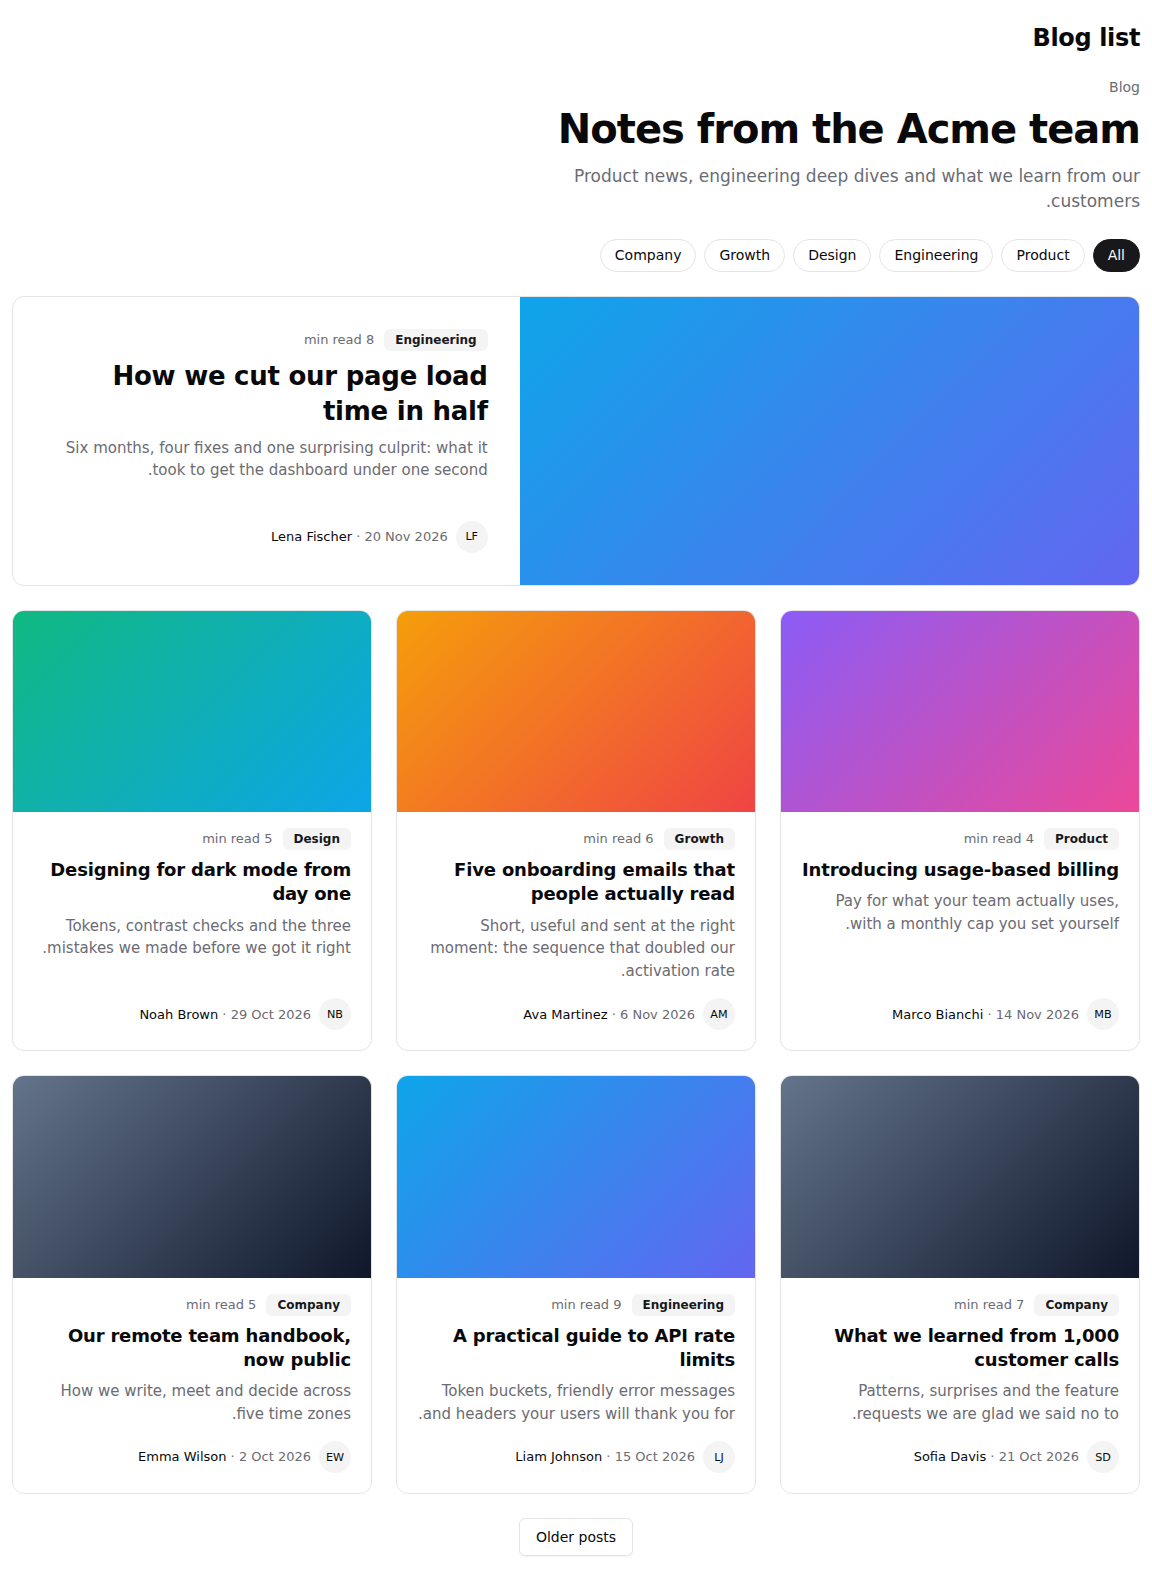 Blog list
Blog
Notes from the Acme team
Product news, engineering deep dives and what we learn from our
.customers
All
Product
Engineering
Design
Growth
Company
Engineering
min read 8
How we cut our page load
time in half
Six months, four fixes and one surprising culprit: what it
.took to get the dashboard under one second
LF
Lena Fischer · 20 Nov 2026
Product
min read 4
Introducing usage-based billing
Pay for what your team actually uses,
.with a monthly cap you set yourself
MB
Marco Bianchi · 14 Nov 2026
Growth
min read 6
Five onboarding emails that
people actually read
Short, useful and sent at the right
moment: the sequence that doubled our
.activation rate
AM
Ava Martinez · 6 Nov 2026
Design
min read 5
Designing for dark mode from
day one
Tokens, contrast checks and the three
.mistakes we made before we got it right
NB
Noah Brown · 29 Oct 2026
Company
min read 7
What we learned from 1,000
customer calls
Patterns, surprises and the feature
.requests we are glad we said no to
SD
Sofia Davis · 21 Oct 2026
Engineering
min read 9
A practical guide to API rate
limits
Token buckets, friendly error messages
.and headers your users will thank you for
LJ
Liam Johnson · 15 Oct 2026
Company
min read 5
Our remote team handbook,
now public
How we write, meet and decide across
.five time zones
EW
Emma Wilson · 2 Oct 2026
Older posts